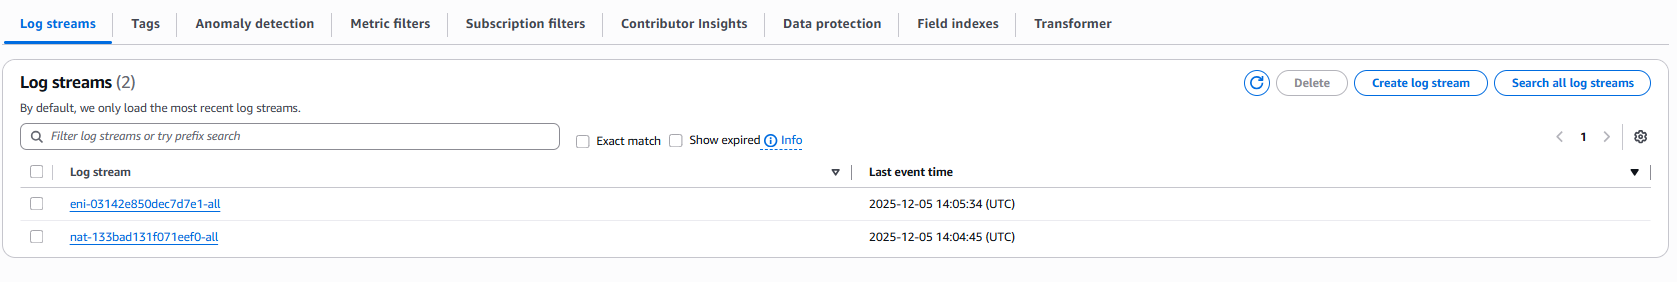 Log streams Tags Anomaly detection Metric filters Subscription filters Contributor Insights Data protection Field indexes Transformer
Log streams (2)
Delete Create log stream Search all log streams
By default, we only load the most recent log streams.
Filter log streams or try prefix search Exact match Show expired Info 1
Log stream Last event time
eni-03142e850dec7d7e1-all 2025-12-05 14:05:34 (UTC)
nat-133bad131f071eef0-all 2025-12-05 14:04:45 (UTC)